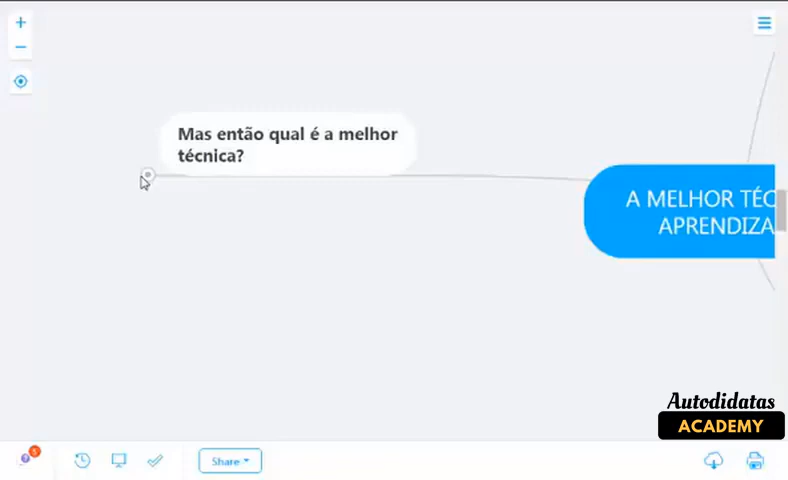 Mas então qual é a melhor
técnica?
A MELHOR TÉC
APRENDIZA
Autodidatas
ACADEMY
Share